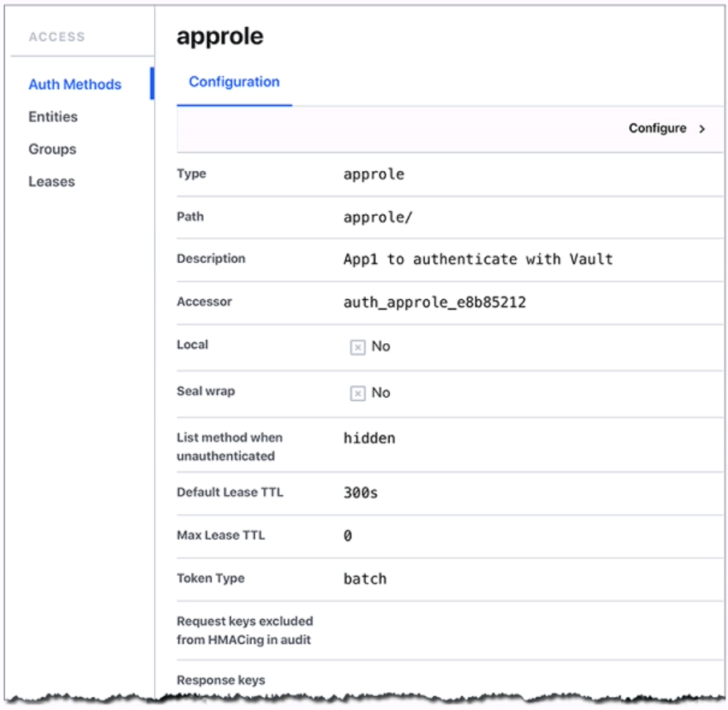 ACCESS
Auth Methods
Entities
Groups
Leases
approle
Configuration
Configure
Type approle
Path approle/
Description App1 to authenticate with Vault
Accessor auth_approle_e8b85212
Local No
Seal wrap No
List method when
unauthenticated hidden
Default Lease TTL 300s
Max Lease TTL 0
Token Type batch
Request keys excluded
from HMACing in audit
Response keys